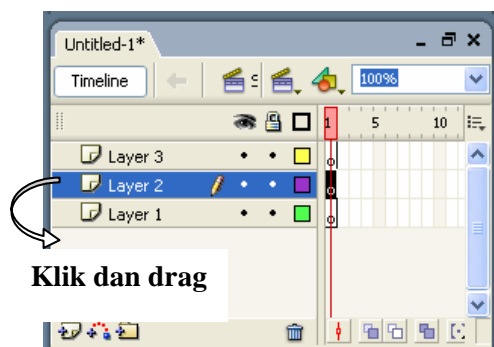 Untitled-1*
Timeline
100%
1 5 10
Layer 3
Layer 2
Layer 1
Klik dan drag